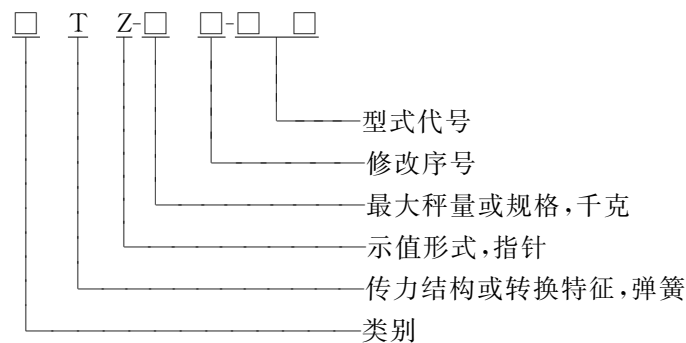 □ T Z-□ □-□ □
型式代号
修改序号
最大秤量或规格,千克
示值形式,指针
传力结构或转换特征,弹簧
类别